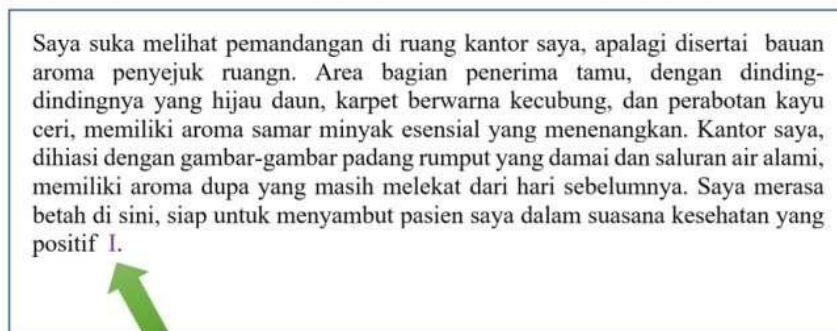 Saya suka melihat pemandangan di ruang kantor saya, apalagi disertai bauan
aroma penyejuk ruangn. Area bagian penerima tamu, dengan dinding-
dindingnya yang hijau daun, karpet berwarna kecubung, dan perabotan kayu
ceri, memiliki aroma samar minyak esensial yang menenangkan. Kantor saya,
dihiasi dengan gambar-gambar padang rumput yang damai dan saluran air alami,
memiliki aroma dupa yang masih melekat dari hari sebelumnya. Saya merasa
betah di sini, siap untuk menyambut pasien saya dalam suasana kesehatan yang
positif I.